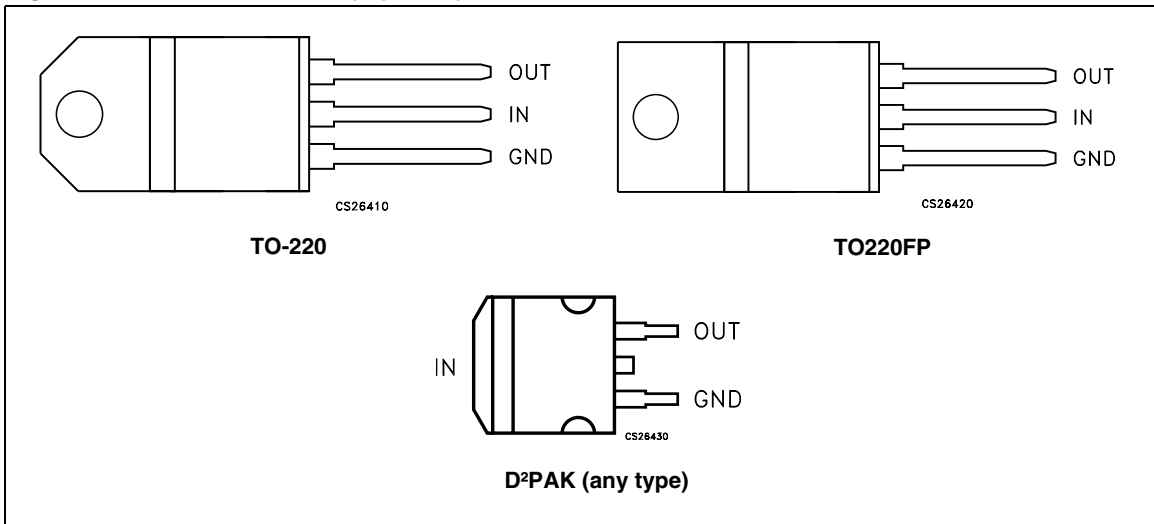 OUT
IN
GND
CS26410
TO-220
OUT
IN
GND
CS26420
TO220FP
IN
OUT
GND
CS26430
D²PAK (any type)